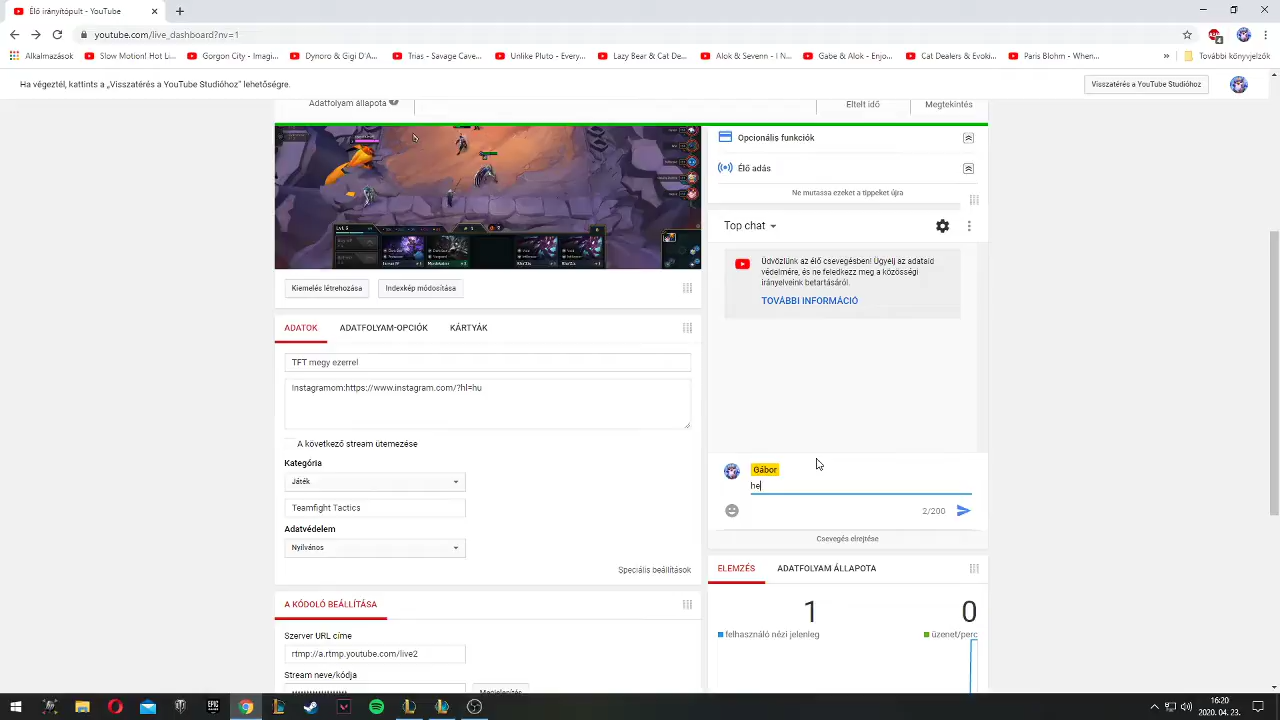 Élő irányítópult - YouTube
youtube.com/live_dashboard?nv=1
Alkalmazások
Slow Motion! Hot Li...
Gorgon City - Imagi...
Donoro & Gigi D'A...
Trias - Savage Cave...
Unlike Pluto - Every...
Lazy Bear & Cat De...
Alok & Sevenn - I N...
Gabe & Alok - Enjo...
Cat Dealers & Evoki...
Paris Blohm - When...
»
További könyvjelzők
Ha végeztél, kattints a „Visszatérés a YouTube Studióhoz" lehetőségre.
Visszatérés a YouTube Studióhoz
Adatfolyam állapota
Eltelt idő
Megtekintés
Opcionális funkciók
Élő adás
Ne mutassa ezeket a tippeket újra
Top chat
Üdvözlünk az élő csevegésben! Ügyelj az adataid
védelmére, és ne feledkezz meg a közösségi
irányelveink betartásáról.
TOVÁBBI INFORMÁCIÓ
Lvl. 5
Kiemelés létrehozása
Indexkép módosítása
ADATOK
ADATFOLYAM-OPCIÓK
KÁRTYÁK
TFT megy ezerrel
Instagramom:https://www.instagram.com/?hl=hu
A következő stream ütemezése
Kategória
Játék
Teamfight Tactics
Adatvédelem
Nyilvános
Speciális beállítások
Gábor
he
2/200
Csevegés elrejtése
ELEMZÉS
ADATFOLYAM ÁLLAPOTA
1
felhasználó nézi jelenleg
0
üzenet/perc
A KÓDOLÓ BEÁLLÍTÁSA
Szerver URL címe
rtmp://a.rtmp.youtube.com/live2
Stream neve/kódja
Megjelenítés
16:20
2020. 04. 23.